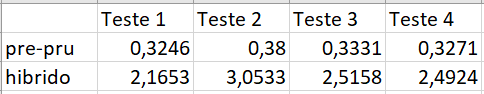 Teste 1 Teste 2 Teste 3 Teste 4
pre-pru 0,3246 0,38 0,3331 0,3271
hibrido 2,1653 3,0533 2,5158 2,4924